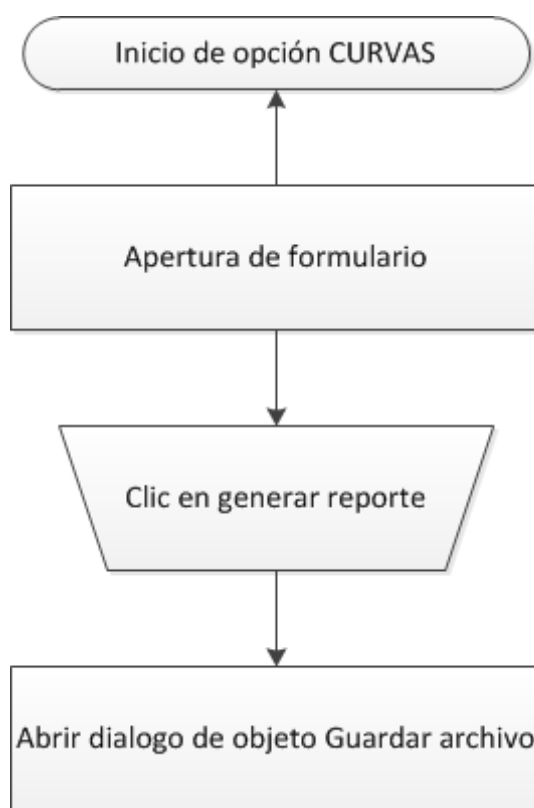 Inicio de opción CURVAS
Apertura de formulario
Clic en generar reporte
Abrir dialogo de objeto Guardar archivo